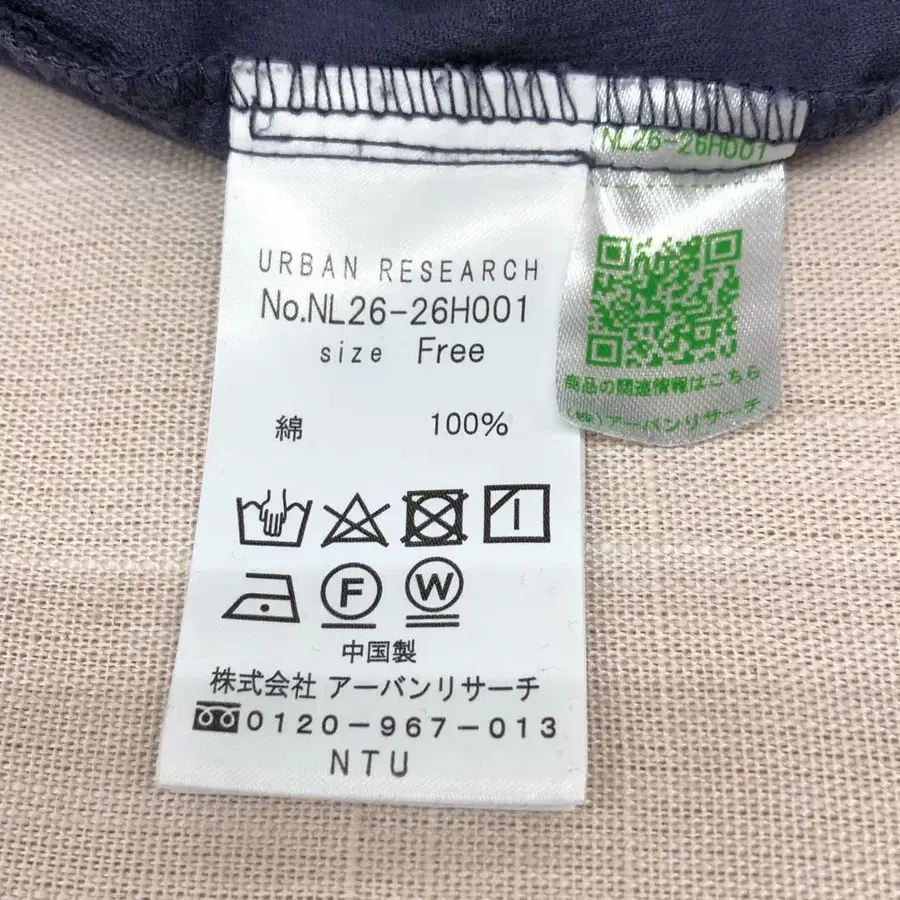 URBAN RESEARCH
No.NL26-26H001
size Free
綿 100%
F W
中国製
株式会社 アーバンリサーチ
0120-967-013
NTU
NL26-26H001
商品の関連情報はこちら
(株)アーバンリサーチ